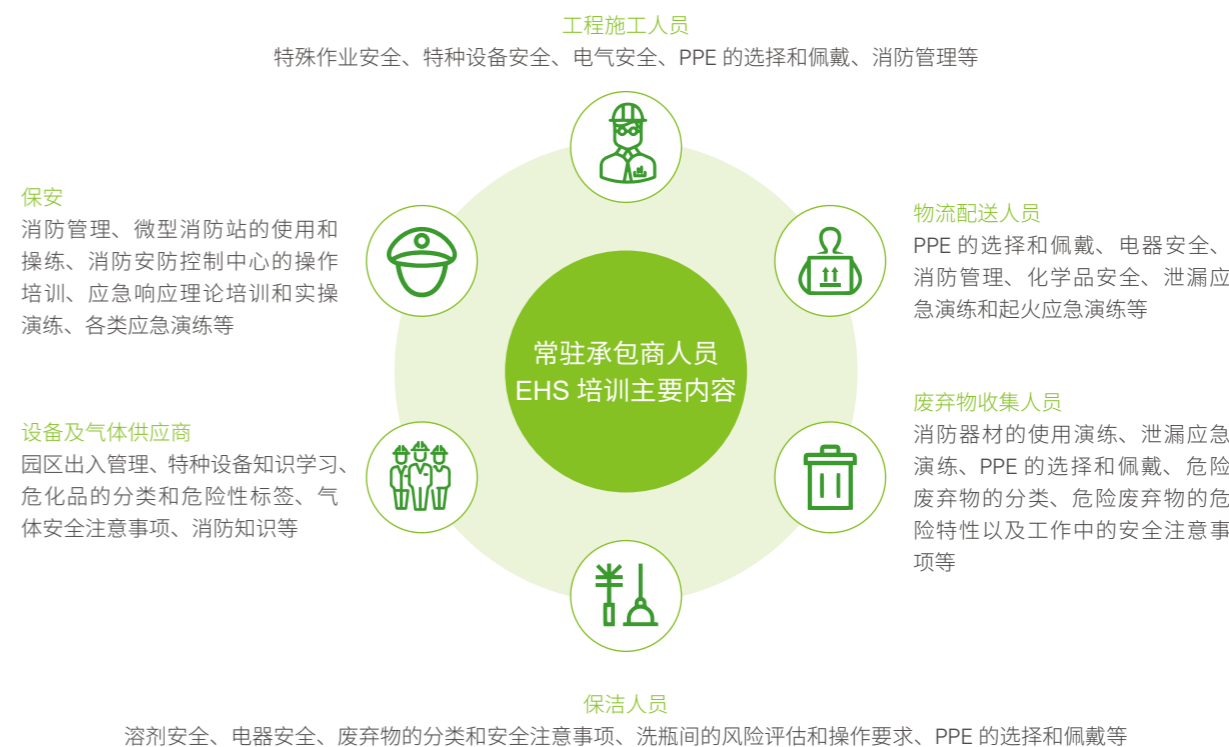 工程施工人员
特殊作业安全、特种设备安全、电气安全、PPE 的选择和佩戴、消防管理等
保安
消防管理、微型消防站的使用和
操练、消防安防控制中心的操作
培训、应急响应理论培训和实操
演练、各类应急演练等
物流配送人员
PPE 的选择和佩戴、电器安全、
消防管理、化学品安全、泄漏应
急演练和起火应急演练等
常驻承包商人员
EHS 培训主要内容
设备及气体供应商
园区出入管理、特种设备知识学习、
危化品的分类和危险性标签、气
体安全注意事项、消防知识等
废弃物收集人员
消防器材的使用演练、泄漏应急
演练、PPE 的选择和佩戴、危险
废弃物的分类、危险废弃物的危
险特性以及工作中的安全注意事
项等
保洁人员
溶剂安全、电器安全、废弃物的分类和安全注意事项、洗瓶间的风险评估和操作要求、PPE 的选择和佩戴等